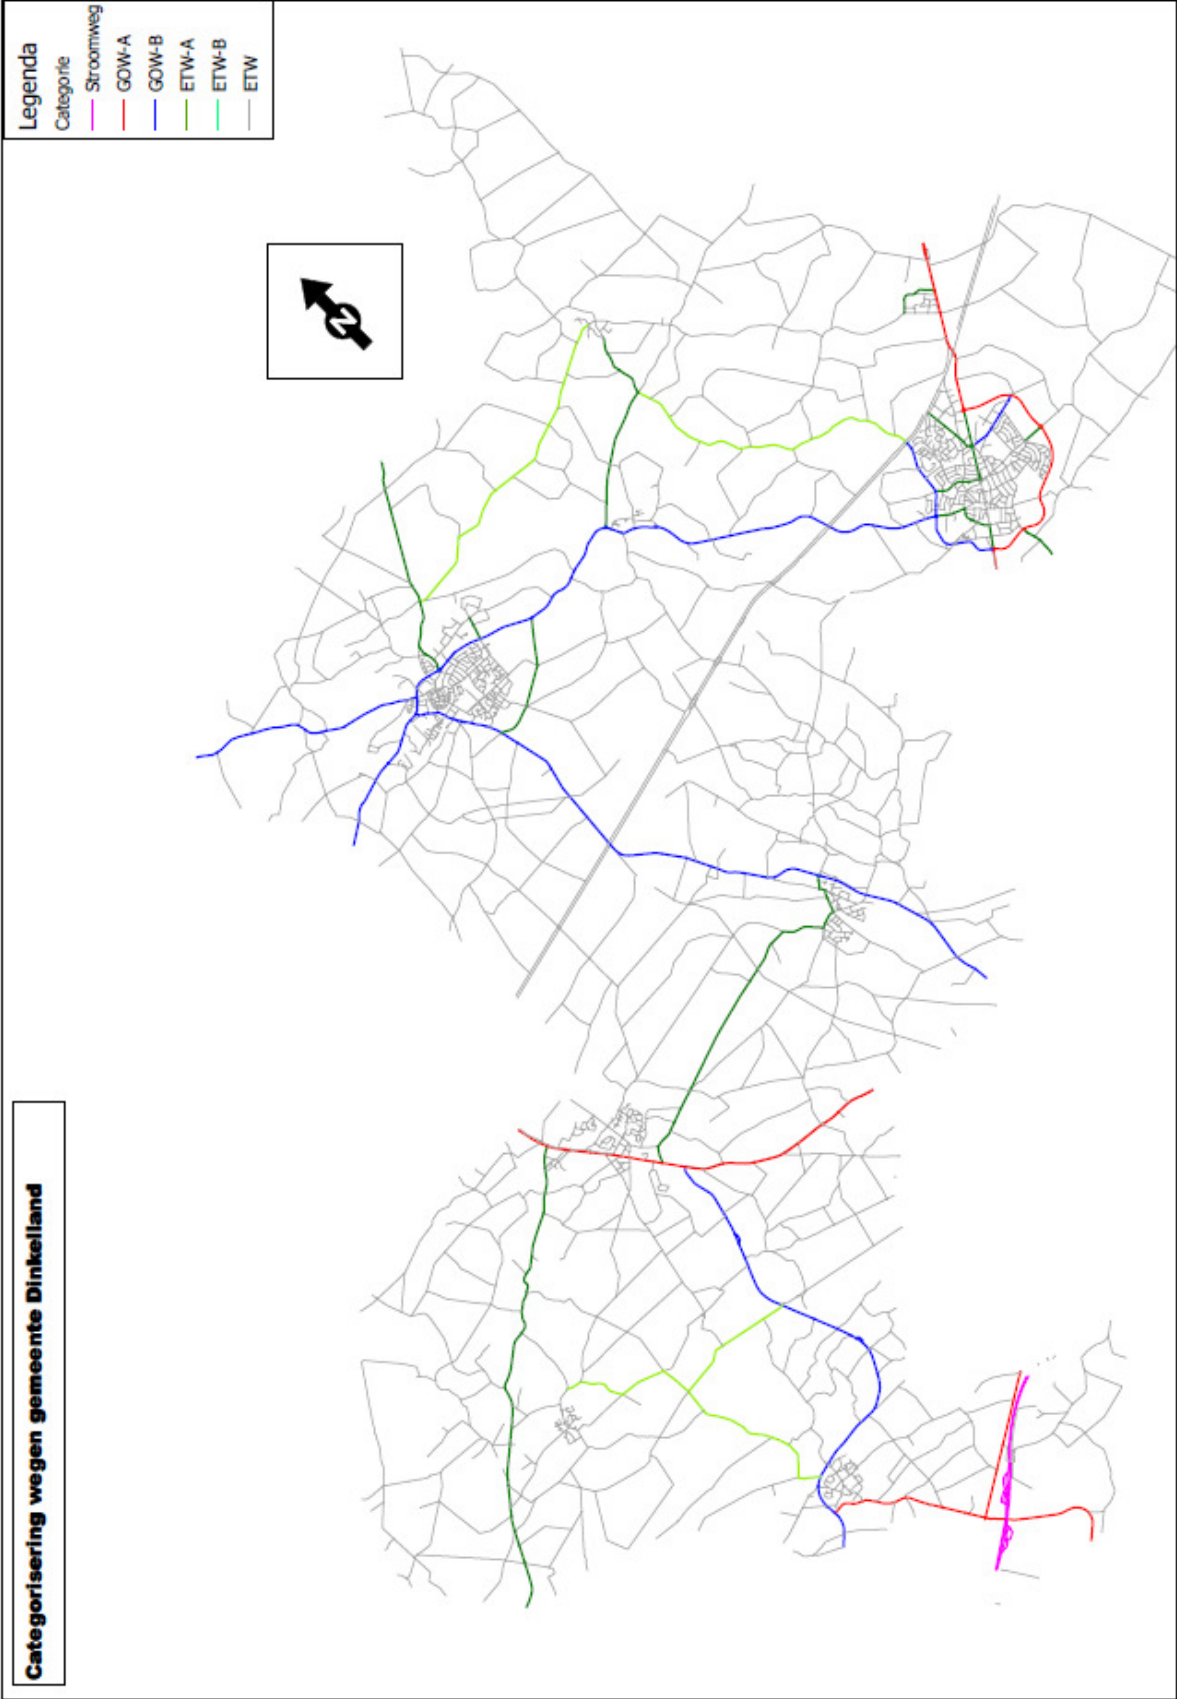 Categorisering wegen gemeente Dinkelland
Legenda
Categorie
Stroomweg
GOW-A
GOW-B
ETW-A
ETW-B
ETW
N